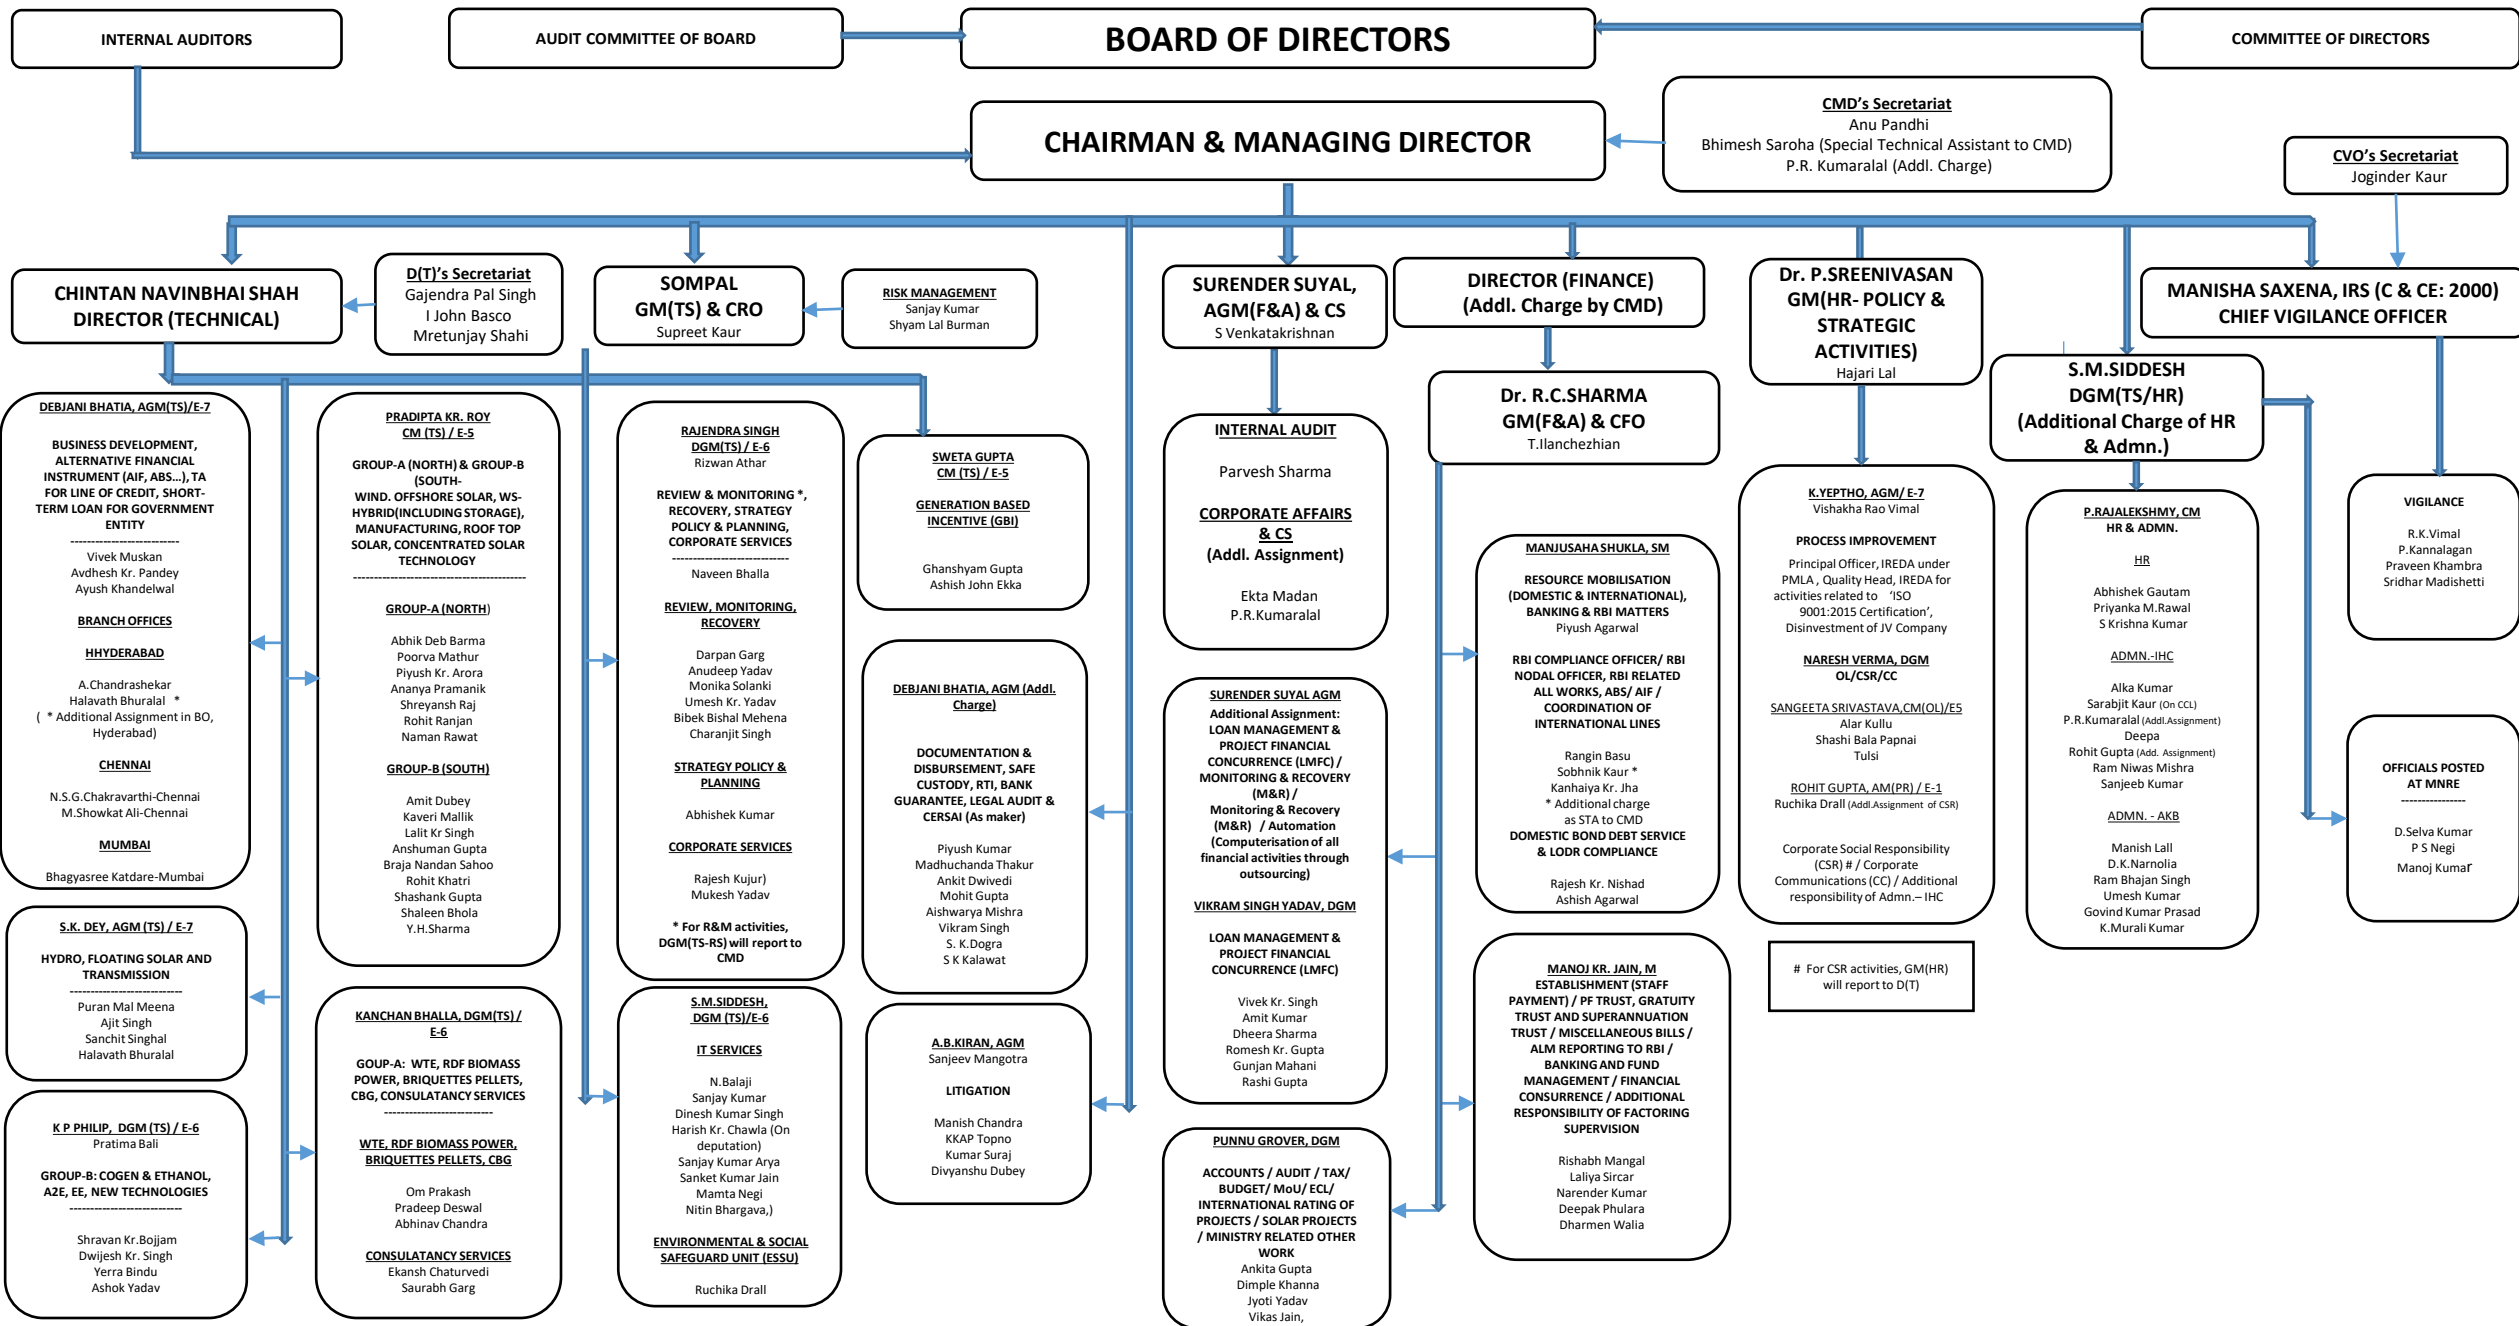 INTERNAL AUDITORS
AUDIT COMMITTEE OF BOARD
BOARD OF DIRECTORS
COMMITTEE OF DIRECTORS
CHAIRMAN & MANAGING DIRECTOR
CMD’s Secretariat
Anu Pandhi
Bhimesh Saroha (Special Technical Assistant to CMD)
P.R. Kumaralal (Addl. Charge)
CVO’s Secretariat
Joginder Kaur
CHINTAN NAVINBHAI SHAH
DIRECTOR (TECHNICAL)
D(T)’s Secretariat
Gajendra Pal Singh
I John Basco
Mretunjay Shahi
SOMPAL
GM(TS) & CRO
Supreet Kaur
RISK MANAGEMENT
Sanjay Kumar
Shyam Lal Burman
SURENDER SUYAL,
AGM(F&A) & CS
S Venkatakrishnan
DIRECTOR (FINANCE)
(Addl. Charge by CMD)
Dr. P.SREENIVASAN
GM(HR- POLICY &
STRATEGIC
ACTIVITIES)
Hajari Lal
MANISHA SAXENA, IRS (C & CE: 2000)
CHIEF VIGILANCE OFFICER
Dr. R.C.SHARMA
GM(F&A) & CFO
T.Ilanchezhian
S.M.SIDDESH
DGM(TS/HR)
(Additional Charge of HR
& Admn.)
DEBJANI BHATIA, AGM(TS)/E-7
BUSINESS DEVELOPMENT,
ALTERNATIVE FINANCIAL
INSTRUMENT (AIF, ABS...), TA
FOR LINE OF CREDIT, SHORT-
TERM LOAN FOR GOVERNMENT
ENTITY
---------------------------
Vivek Muskan
Avdhesh Kr. Pandey
Ayush Khandelwal
BRANCH OFFICES
HHYDERABAD
A.Chandrashekar
Halavath Bhuralal *
( * Additional Assignment in BO,
Hyderabad)
CHENNAI
N.S.G.Chakravarthi-Chennai
M.Showkat Ali-Chennai
MUMBAI
Bhagyasree Katdare-Mumbai
S.K. DEY, AGM (TS) / E-7
HYDRO, FLOATING SOLAR AND
TRANSMISSION
----------------------------
Puran Mal Meena
Ajit Singh
Sanchit Singhal
Halavath Bhuralal
K P PHILIP, DGM (TS) / E-6
Pratima Bali
GROUP-B: COGEN & ETHANOL,
A2E, EE, NEW TECHNOLOGIES
----------------------------
Shravan Kr.Bojjam
Dwijesh Kr. Singh
Yerra Bindu
Ashok Yadav
PRADIPTA KR. ROY
CM (TS) / E-5
GROUP-A (NORTH) & GROUP-B
(SOUTH-
WIND. OFFSHORE SOLAR, WS-
HYBRID(INCLUDING STORAGE),
MANUFACTURING, ROOF TOP
SOLAR, CONCENTRATED SOLAR
TECHNOLOGY
-------------------------------------------
GROUP-A (NORTH)
Abhik Deb Barma
Poorva Mathur
Piyush Kr. Arora
Ananya Pramanik
Shreyansh Raj
Rohit Ranjan
Naman Rawat
GROUP-B (SOUTH)
Amit Dubey
Kaveri Mallik
Lalit Kr Singh
Anshuman Gupta
Braja Nandan Sahoo
Rohit Khatri
Shashank Gupta
Shaleen Bhola
Y.H.Sharma
KANCHAN BHALLA, DGM(TS) /
E-6
GOUP-A: WTE, RDF BIOMASS
POWER, BRIQUETTES PELLETS,
CBG, CONSULATANCY SERVICES
---------------------------
WTE, RDF BIOMASS POWER,
BRIQUETTES PELLETS, CBG
Om Prakash
Pradeep Deswal
Abhinav Chandra
CONSULATANCY SERVICES
Ekansh Chaturvedi
Saurabh Garg
RAJENDRA SINGH
DGM(TS) / E-6
Rizwan Athar
REVIEW & MONITORING *,
RECOVERY, STRATEGY
POLICY & PLANNING,
CORPORATE SERVICES
-----------------------------
Naveen Bhalla
REVIEW, MONITORING,
RECOVERY
Darpan Garg
Anudeep Yadav
Monika Solanki
Umesh Kr. Yadav
Bibek Bishal Mehena
Charanjit Singh
STRATEGY POLICY &
PLANNING
Abhishek Kumar
CORPORATE SERVICES
Rajesh Kujur)
Mukesh Yadav
* For R&M activities,
DGM(TS-RS) will report to
CMD
S.M.SIDDESH,
DGM (TS)/E-6
IT SERVICES
N.Balaji
Sanjay Kumar
Dinesh Kumar Singh
Harish Kr. Chawla (On
deputation)
Sanjay Kumar Arya
Sanket Kumar Jain
Mamta Negi
Nitin Bhargava,)
ENVIRONMENTAL & SOCIAL
SAFEGUARD UNIT (ESSU)
Ruchika Drall
SWETA GUPTA
CM (TS) / E-5
GENERATION BASED
INCENTIVE (GBI)
Ghanshyam Gupta
Ashish John Ekka
DEBJANI BHATIA, AGM (Addl.
Charge)
DOCUMENTATION &
DISBURSEMENT, SAFE
CUSTODY, RTI, BANK
GUARANTEE, LEGAL AUDIT &
CERSAI (As maker)
Piyush Kumar
Madhuchanda Thakur
Ankit Dwivedi
Mohit Gupta
Aishwarya Mishra
Vikram Singh
S. K.Dogra
S K Kalawat
A.B.KIRAN, AGM
Sanjeev Mangotra
LITIGATION
Manish Chandra
KKAP Topno
Kumar Suraj
Divyanshu Dubey
INTERNAL AUDIT
Parvesh Sharma
CORPORATE AFFAIRS
& CS
(Addl. Assignment)
Ekta Madan
P.R.Kumaralal
SURENDER SUYAL AGM
Additional Assignment:
LOAN MANAGEMENT &
PROJECT FINANCIAL
CONCURRENCE (LMFC) /
MONITORING & RECOVERY
(M&R) /
Monitoring & Recovery
(M&R) / Automation
(Computerisation of all
financial activities through
outsourcing)
VIKRAM SINGH YADAV, DGM
LOAN MANAGEMENT &
PROJECT FINANCIAL
CONCURRENCE (LMFC)
Vivek Kr. Singh
Amit Kumar
Dheera Sharma
Romesh Kr. Gupta
Gunjan Mahani
Rashi Gupta
PUNNU GROVER, DGM
ACCOUNTS / AUDIT / TAX/
BUDGET/ MoU/ ECL/
INTERNATIONAL RATING OF
PROJECTS / SOLAR PROJECTS
/ MINISTRY RELATED OTHER
WORK
Ankita Gupta
Dimple Khanna
Jyoti Yadav
Vikas Jain,
MANJUSAHA SHUKLA, SM
RESOURCE MOBILISATION
(DOMESTIC & INTERNATIONAL),
BANKING & RBI MATTERS
Piyush Agarwal
RBI COMPLIANCE OFFICER/ RBI
NODAL OFFICER, RBI RELATED
ALL WORKS, ABS/ AIF /
COORDINATION OF
INTERNATIONAL LINES
Rangin Basu
Sobhnik Kaur *
Kanhaiya Kr. Jha
* Additional charge
as STA to CMD
DOMESTIC BOND DEBT SERVICE
& LODR COMPLIANCE
Rajesh Kr. Nishad
Ashish Agarwal
MANOJ KR. JAIN, M
ESTABLISHMENT (STAFF
PAYMENT) / PF TRUST, GRATUITY
TRUST AND SUPERANNUATION
TRUST / MISCELLANEOUS BILLS /
ALM REPORTING TO RBI /
BANKING AND FUND
MANAGEMENT / FINANCIAL
CONSURRENCE / ADDITIONAL
RESPONSIBILITY OF FACTORING
SUPERVISION
Rishabh Mangal
Laliya Sircar
Narender Kumar
Deepak Phulara
Dharmen Walia
K.YEPTHO, AGM/ E-7
Vishakha Rao Vimal
PROCESS IMPROVEMENT
Principal Officer, IREDA under
PMLA , Quality Head, IREDA for
activities related to ‘ISO
9001:2015 Certification’,
Disinvestment of JV Company
NARESH VERMA, DGM
OL/CSR/CC
SANGEETA SRIVASTAVA,CM(OL)/E5
Alar Kullu
Shashi Bala Papnai
Tulsi
ROHIT GUPTA, AM(PR) / E-1
Ruchika Drall (Addl.Assignment of CSR)
Corporate Social Responsibility
(CSR) # / Corporate
Communications (CC) / Additional
responsibility of Admn.– IHC
# For CSR activities, GM(HR)
will report to D(T)
P.RAJALEKSHMY, CM
HR & ADMN.
HR
Abhishek Gautam
Priyanka M.Rawal
S Krishna Kumar
ADMN.-IHC
Alka Kumar
Sarabjit Kaur (On CCL)
P.R.Kumaralal (Addl.Assignment)
Deepa
Rohit Gupta (Add. Assignment)
Ram Niwas Mishra
Sanjeeb Kumar
ADMN. - AKB
Manish Lall
D.K.Narnolia
Ram Bhajan Singh
Umesh Kumar
Govind Kumar Prasad
K.Murali Kumar
VIGILANCE
R.K.Vimal
P.Kannalagan
Praveen Khambra
Sridhar Madishetti
OFFICIALS POSTED
AT MNRE
----------------
D.Selva Kumar
P S Negi
Manoj Kumar